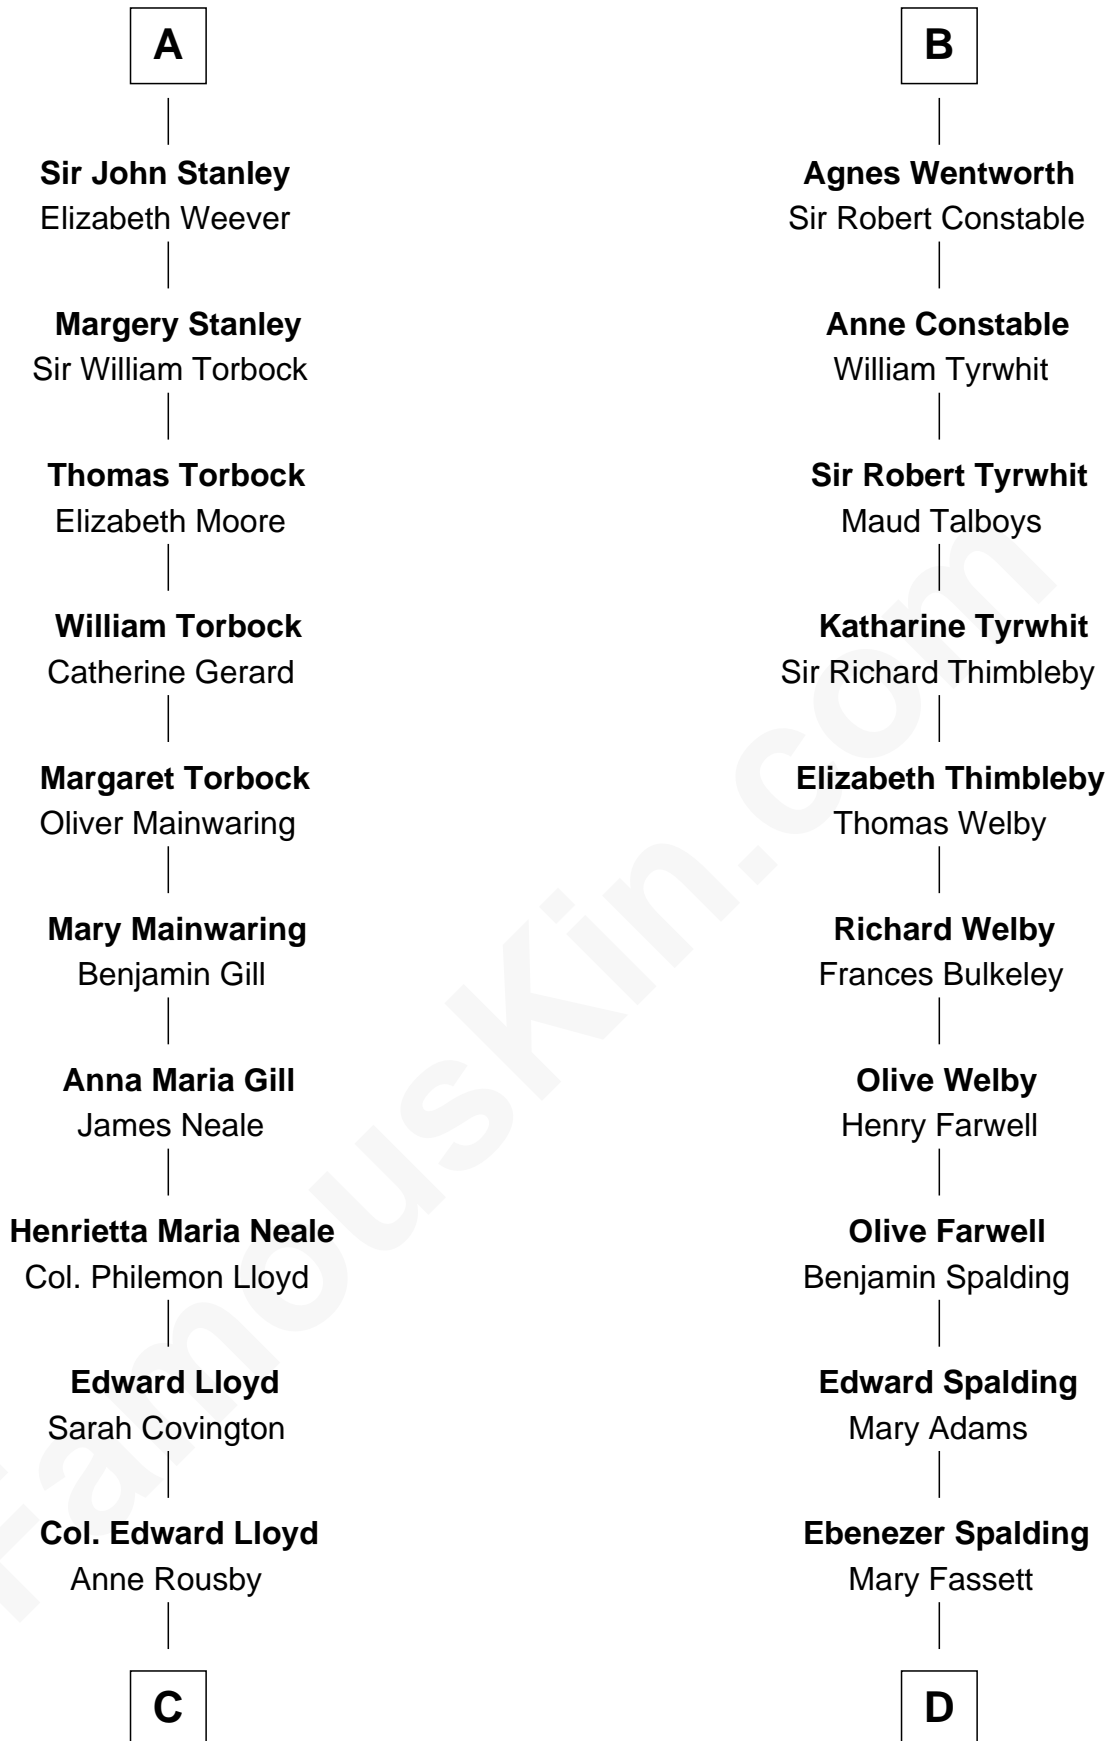 A
Sir John Stanley
Elizabeth Weever
Margery Stanley
Sir William Torbock
Thomas Torbock
Elizabeth Moore
William Torbock
Catherine Gerard
Margaret Torbock
Oliver Mainwaring
Mary Mainwaring
Benjamin Gill
Anna Maria Gill
James Neale
Henrietta Maria Neale
Col. Philemon Lloyd
Edward Lloyd
Sarah Covington
Col. Edward Lloyd
Anne Rousby
C
B
Agnes Wentworth
Sir Robert Constable
Anne Constable
William Tyrwhit
Sir Robert Tyrwhit
Maud Talboys
Katharine Tyrwhit
Sir Richard Thimbleby
Elizabeth Thimbleby
Thomas Welby
Richard Welby
Frances Bulkeley
Olive Welby
Henry Farwell
Olive Farwell
Benjamin Spalding
Edward Spalding
Mary Adams
Ebenezer Spalding
Mary Fassett
D
FamousKin.com